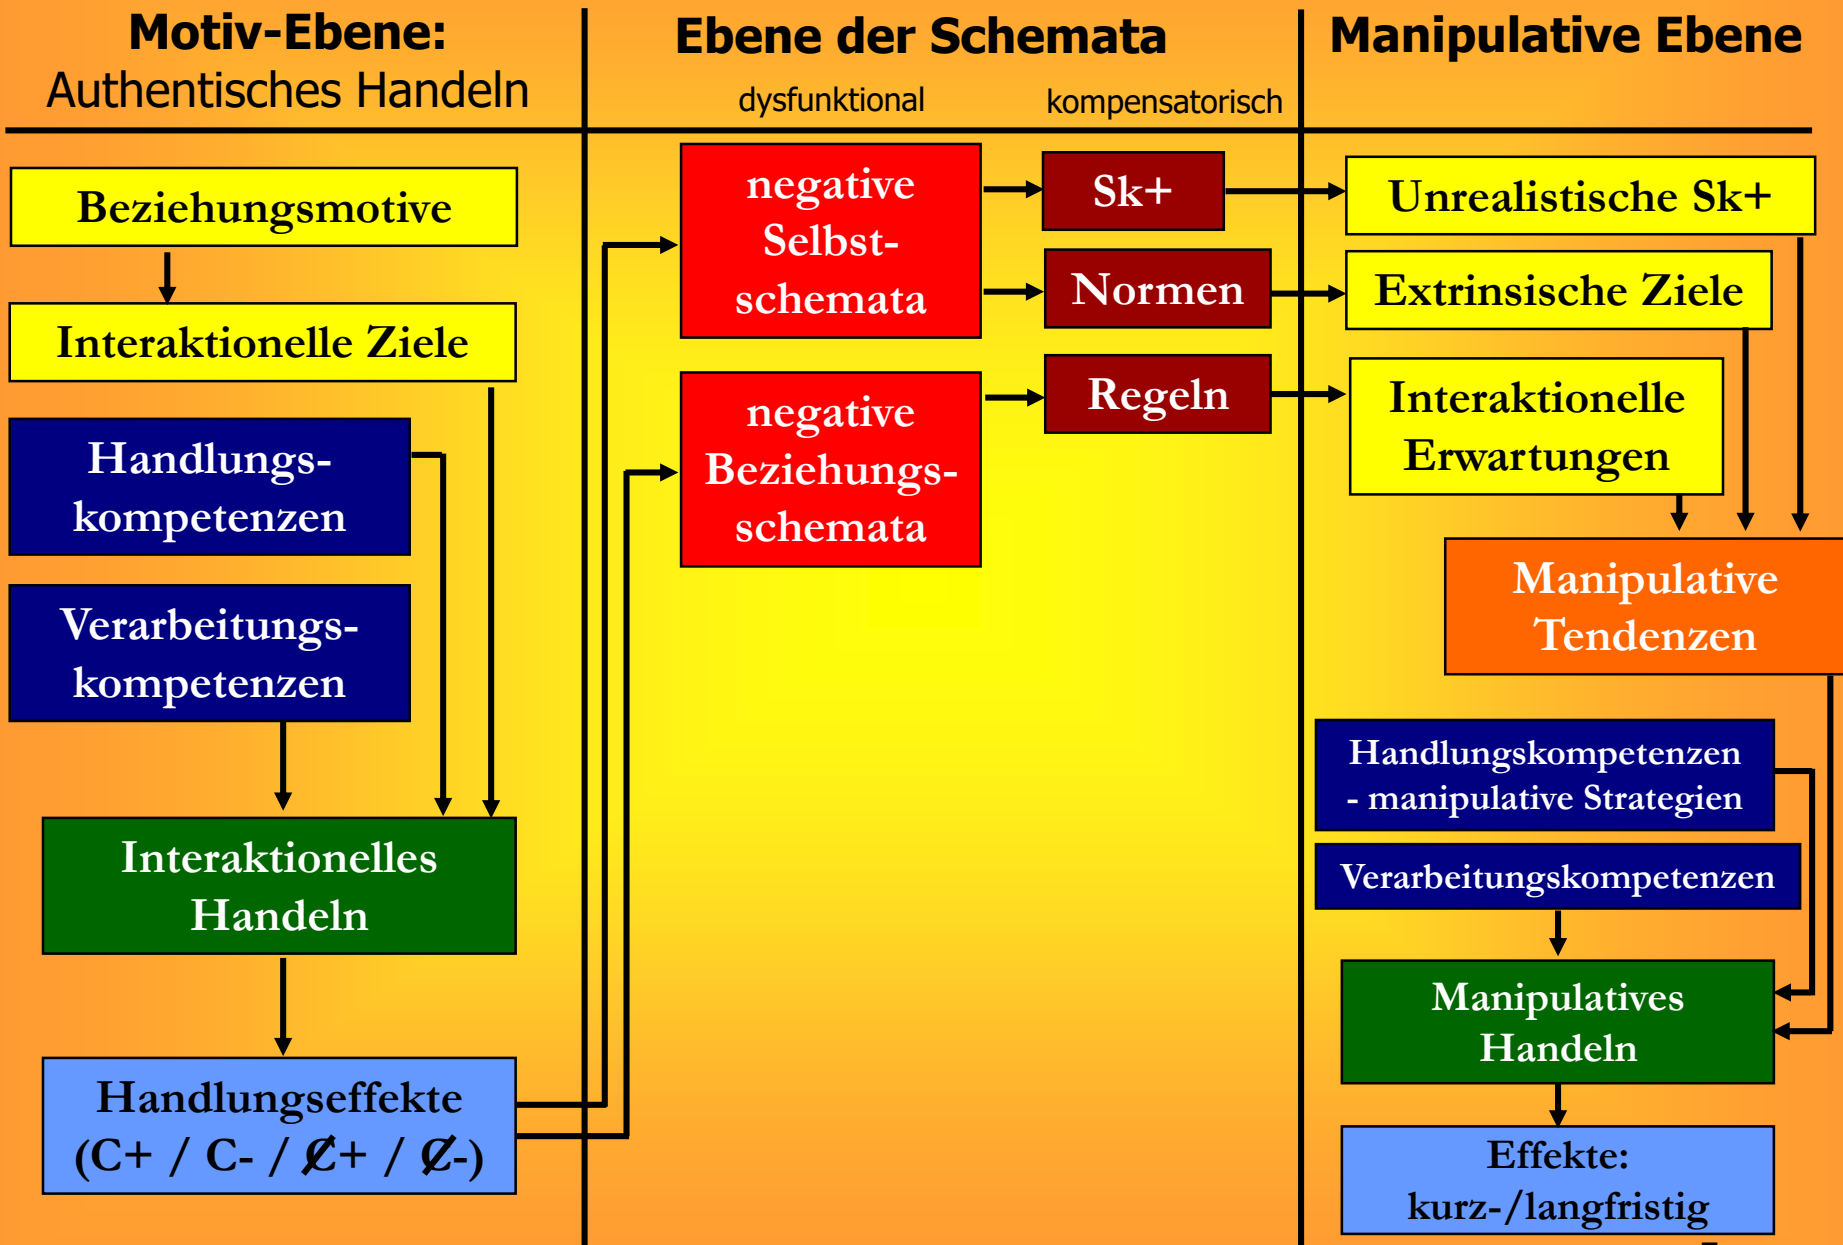 Motiv-Ebene:
Authentisches Handeln
Beziehungsmotive
Interaktionelle Ziele
Handlungs-
kompetenzen
Verarbeitungs-
kompetenzen
Interaktionelles
Handeln
Handlungseffekte
(C+ / C- / C̸+ / C̸-)
Ebene der Schemata
dysfunktional
kompensatorisch
negative
Selbst-
schemata
negative
Beziehungs-
schemata
Sk+
Normen
Regeln
Manipulative Ebene
Unrealistische Sk+
Extrinsische Ziele
Interaktionelle
Erwartungen
Manipulative
Tendenzen
Handlungskompetenzen
- manipulative Strategien
Verarbeitungskompetenzen
Manipulatives
Handeln
Effekte:
kurz-/langfristig